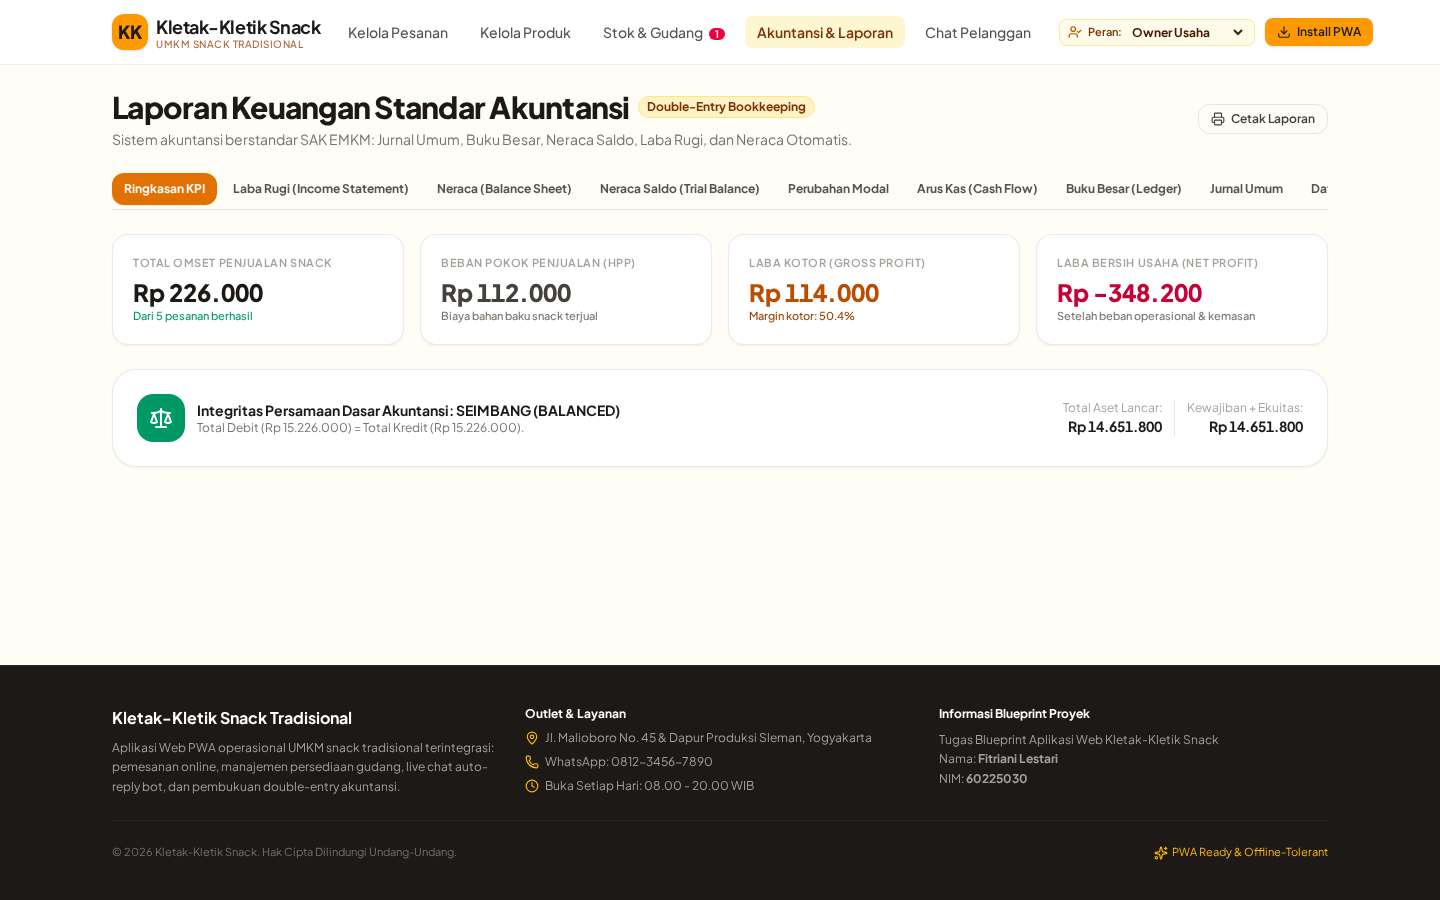 KK
Kletak-Kletik Snack
UMKM SNACK TRADISIONAL
Kelola Pesanan
Kelola Produk
Stok & Gudang 1
Akuntansi & Laporan
Chat Pelanggan
Peran: Owner Usaha
Install PWA
Laporan Keuangan Standar Akuntansi
Double-Entry Bookkeeping
Sistem akuntansi berstandar SAK EMKM: Jurnal Umum, Buku Besar, Neraca Saldo, Laba Rugi, dan Neraca Otomatis.
Cetak Laporan
Ringkasan KPI
Laba Rugi (Income Statement)
Neraca (Balance Sheet)
Neraca Saldo (Trial Balance)
Perubahan Modal
Arus Kas (Cash Flow)
Buku Besar (Ledger)
Jurnal Umum
TOTAL OMSET PENJUALAN SNACK
Rp 226.000
Dari 5 pesanan berhasil
BEBAN POKOK PENJUALAN (HPP)
Rp 112.000
Biaya bahan baku snack terjual
LABA KOTOR (GROSS PROFIT)
Rp 114.000
Margin kotor: 50.4%
LABA BERSIH USAHA (NET PROFIT)
Rp -348.200
Setelah beban operasional & kemasan
Integritas Persamaan Dasar Akuntansi: SEIMBANG (BALANCED)
Total Debit (Rp 15.226.000) = Total Kredit (Rp 15.226.000).
Total Aset Lancar:
Rp 14.651.800
Kewajiban + Ekuitas:
Rp 14.651.800
Kletak-Kletik Snack Tradisional
Aplikasi Web PWA operasional UMKM snack tradisional terintegrasi:
pemesanan online, manajemen persediaan gudang, live chat auto-
reply bot, dan pembukuan double-entry akuntansi.
Outlet & Layanan
Jl. Malioboro No. 45 & Dapur Produksi Sleman, Yogyakarta
WhatsApp: 0812-3456-7890
Buka Setiap Hari: 08.00 - 20.00 WIB
Informasi Blueprint Proyek
Tugas Blueprint Aplikasi Web Kletak-Kletik Snack
Nama: Fitriani Lestari
NIM: 60225030
© 2026 Kletak-Kletik Snack. Hak Cipta Dilindungi Undang-Undang.
PWA Ready & Offline-Tolerant